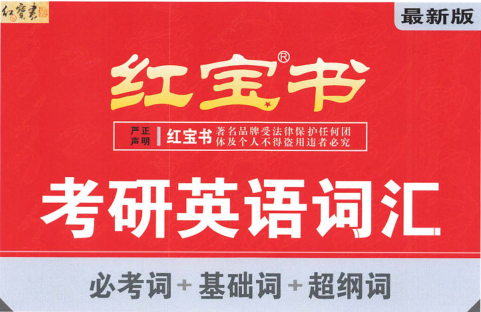 红宝书
最新版
红宝书®
严正声明
红宝书
著名品牌受法律保护任何团
体及个人不得盗用违者必究
考研英语词汇
必考词+基础词+超纲词